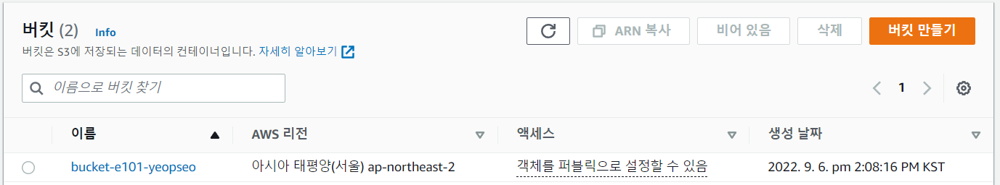 버킷 (2) Info
ARN 복사 비어 있음 삭제 버킷 만들기
버킷은 S3에 저장되는 데이터의 컨테이너입니다. 자세히 알아보기
이름으로 버킷 찾기
1
이름 AWS 리전 액세스 생성 날짜
bucket-e101-yeopseo 아시아 태평양(서울) ap-northeast-2 객체를 퍼블릭으로 설정할 수 있음 2022. 9. 6. pm 2:08:16 PM KST